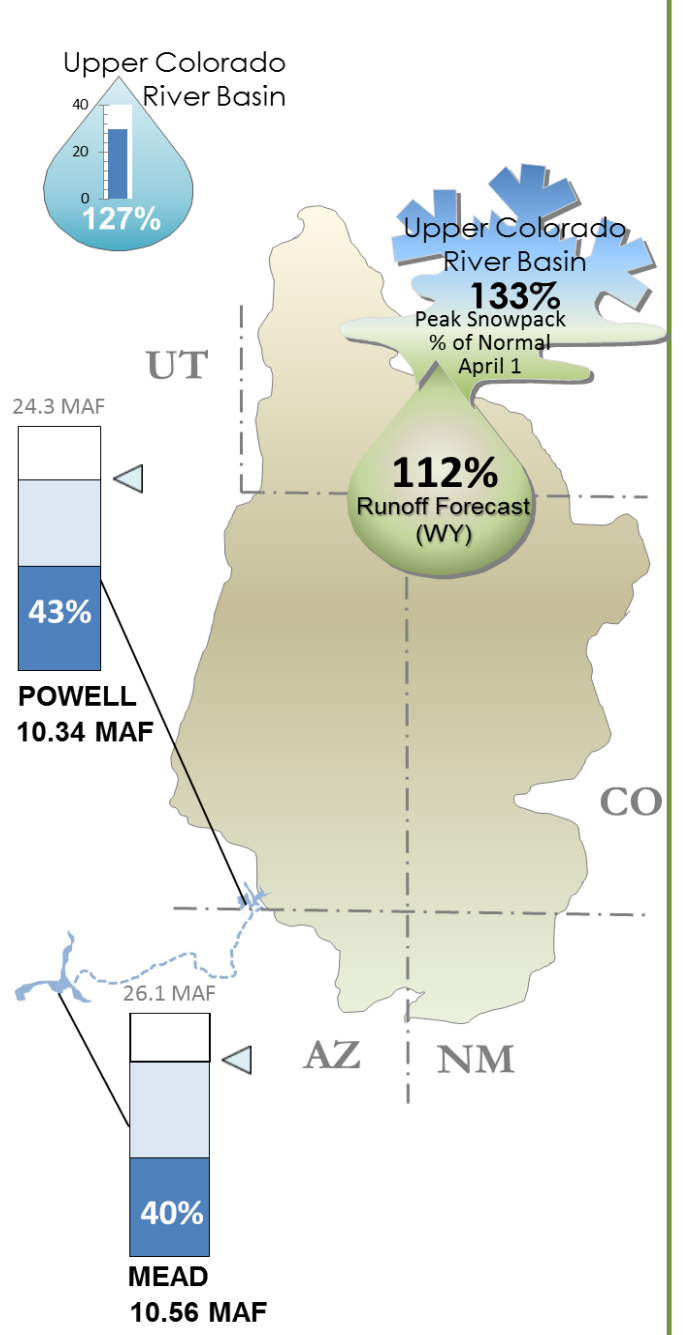 Upper Colorado
River Basin
40
20
0
127%
Upper Colorado
River Basin
133%
Peak Snowpack
% of Normal
April 1
UT
24.3 MAF
112%
Runoff Forecast
(WY)
43%
POWELL
10.34 MAF
CO
26.1 MAF
AZ
NM
40%
MEAD
10.56 MAF